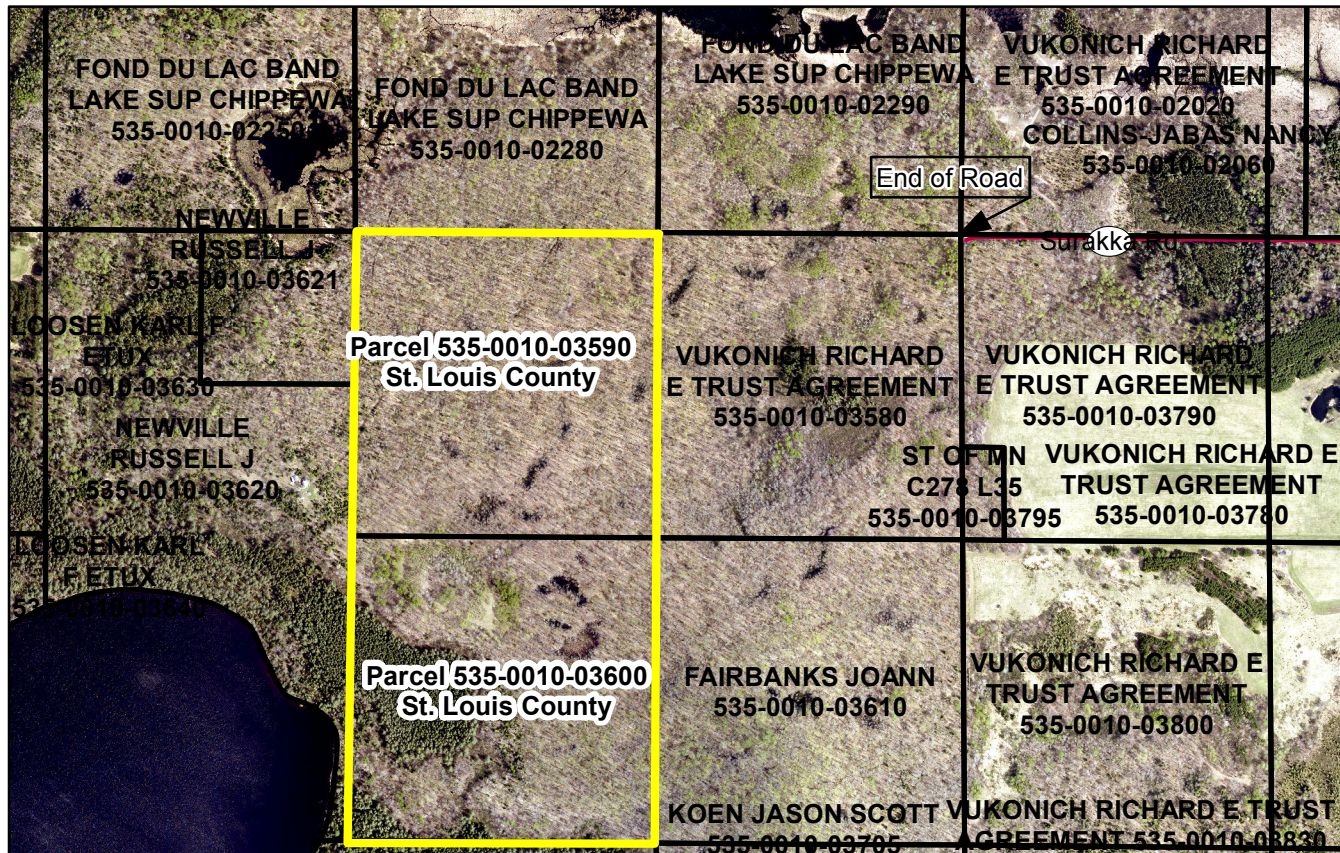 FOND DU LAC BAND
LAKE SUP CHIPPEWA
535-0010-02250
FOND DU LAC BAND
LAKE SUP CHIPPEWA
535-0010-02280
FOND DU LAC BAND
LAKE SUP CHIPPEWA
535-0010-02290
VUKONICH RICHARD
E TRUST AGREEMENT
535-0010-02020
COLLINS-JABAS NANCY
535-0010-02060
End of Road
Surakka Rd
NEWVILLE
RUSSELL J
535-0010-03621
LOOSEN KARL F
ETUX
535-0010-03630
Parcel 535-0010-03590
St. Louis County
VUKONICH RICHARD
E TRUST AGREEMENT
535-0010-03580
VUKONICH RICHARD
E TRUST AGREEMENT
535-0010-03790
NEWVILLE
RUSSELL J
535-0010-03620
ST OF MN
C278 L35
535-0010-03795
VUKONICH RICHARD E
TRUST AGREEMENT
535-0010-03780
LOOSEN KARL
F ETUX
535-0010-03640
Parcel 535-0010-03600
St. Louis County
FAIRBANKS JOANN
535-0010-03610
VUKONICH RICHARD E
TRUST AGREEMENT
535-0010-03800
KOEN JASON SCOTT
VUKONICH RICHARD E TRUST
AGREEMENT 535-0010-03830